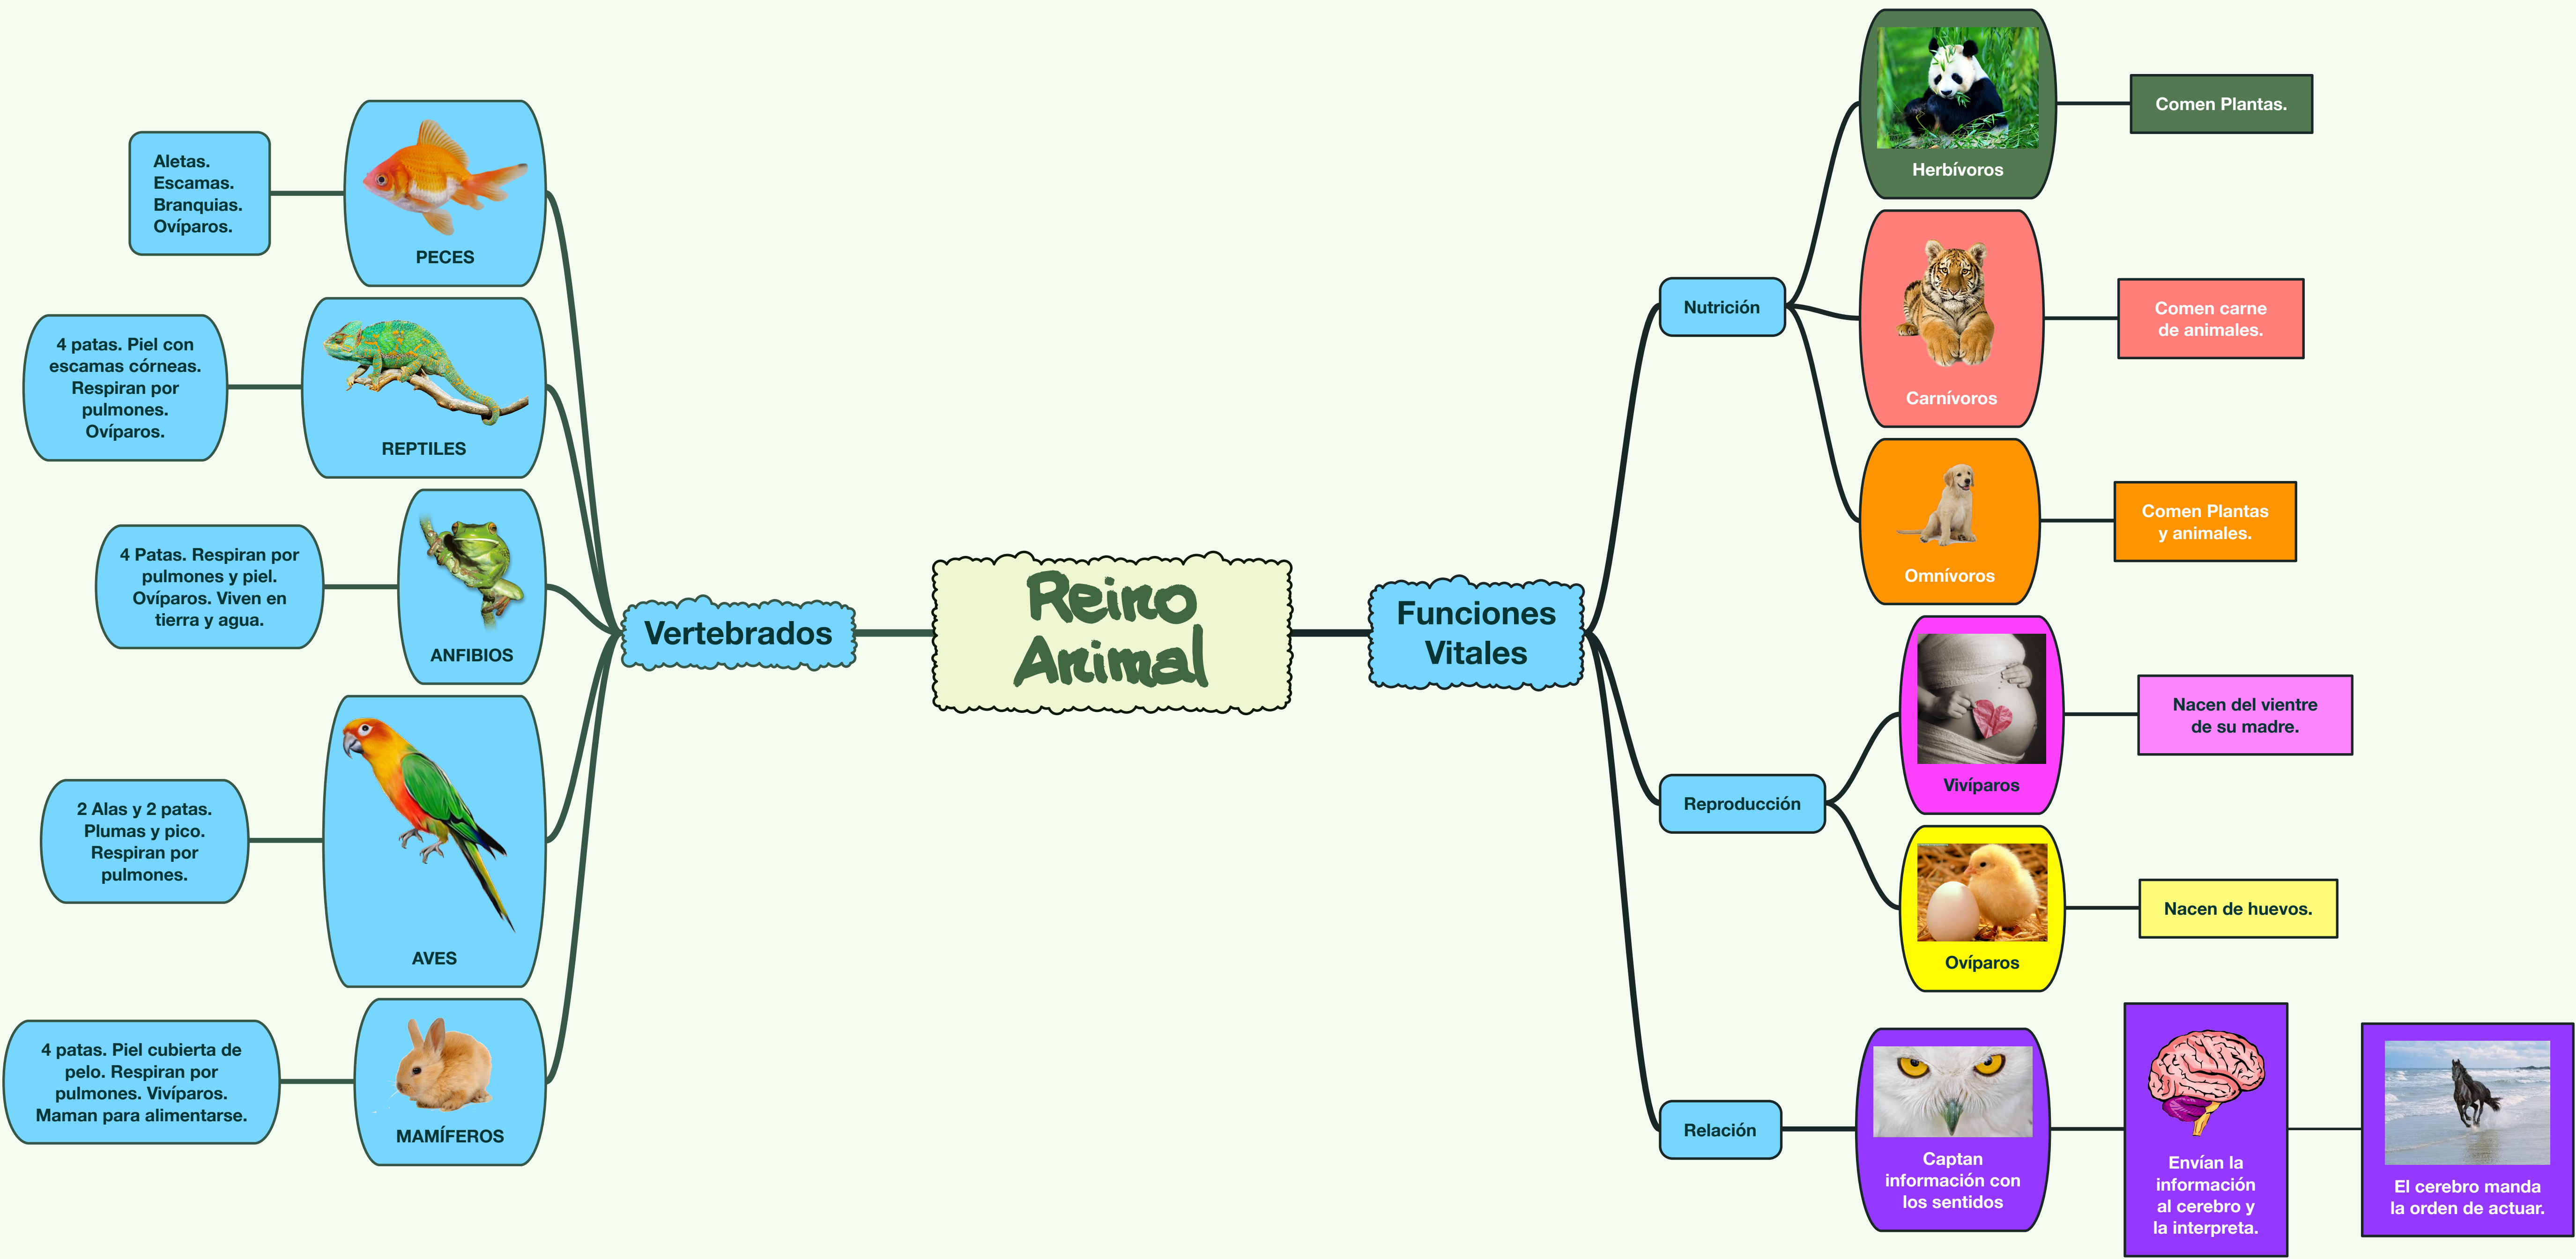 Reino
Animal
Vertebrados
PECES
Aletas.
Escamas.
Branquias.
Ovíparos.
REPTILES
4 patas. Piel con
escamas córneas.
Respiran por
pulmones.
Ovíparos.
ANFIBIOS
4 Patas. Respiran por
pulmones y piel.
Ovíparos. Viven en
tierra y agua.
AVES
2 Alas y 2 patas.
Plumas y pico.
Respiran por
pulmones.
MAMÍFEROS
4 patas. Piel cubierta de
pelo. Respiran por
pulmones. Vivíparos.
Maman para alimentarse.
Funciones
Vitales
Nutrición
Herbívoros
Comen Plantas.
Carnívoros
Comen carne
de animales.
Omnívoros
Comen Plantas
y animales.
Reproducción
Vivíparos
Nacen del vientre
de su madre.
Ovíparos
Nacen de huevos.
Relación
Captan
información con
los sentidos
Envían la
información
al cerebro y
la interpreta.
El cerebro manda
la orden de actuar.